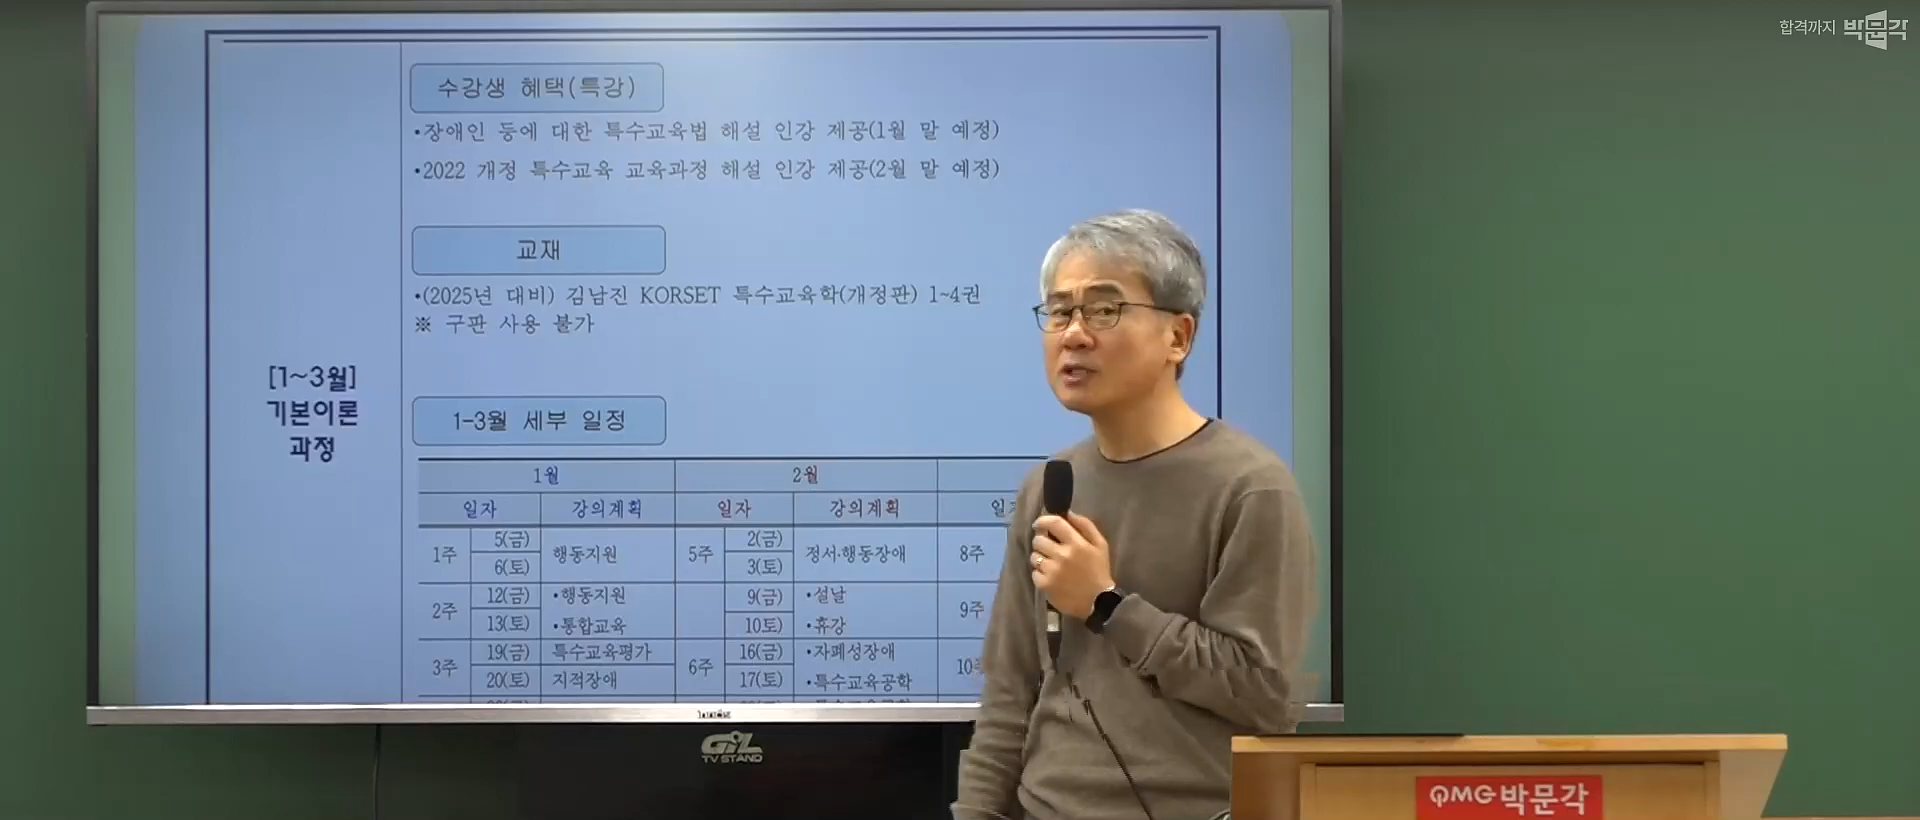 합격까지 박문각
수강생 혜택(특강)
•장애인 등에 대한 특수교육법 해설 인강 제공(1월 말 예정)
•2022 개정 특수교육 교육과정 해설 인강 제공(2월 말 예정)
교재
•(2025년 대비) 김남진 KORSET 특수교육학(개정판) 1~4권
※ 구판 사용 불가
[1~3월]
기본이론
과정
1-3월 세부 일정
1월 2월
일자 강의계획 일자 강의계획
1주 5(금) 6(토) 행동지원 5주 2(금) 3(토) 정서·행동장애 8주
2주 12(금) 13(토) •행동지원 •통합교육 9(금) 10토) •설날 •휴강 9주
3주 19(금) 특수교육평가 20(토) 지적장애 6주 16(금) 17(토) •자폐성장애 •특수교육공학
GIL
TV STAND
PMG 박문각